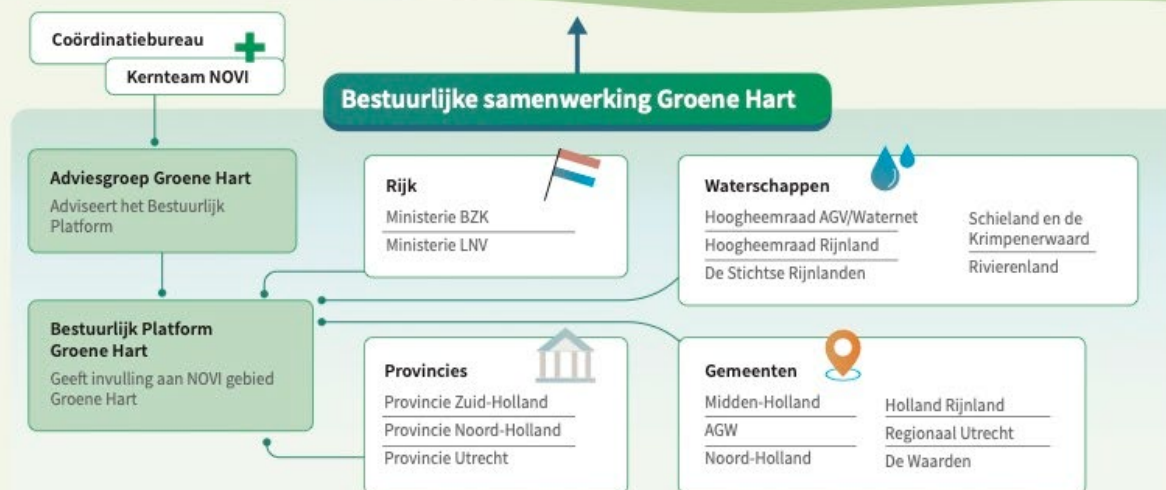 Coördinatiebureau
Kernteam NOVI
Bestuurlijke samenwerking Groene Hart
Adviesgroep Groene Hart
Adviseert het Bestuurlijk
Platform
Bestuurlijk Platform
Groene Hart
Geeft invulling aan NOVI gebied
Groene Hart
Rijk
Ministerie BZK
Ministerie LNV
Waterschappen
Hoogheemraad AGV/Waternet
Hoogheemraad Rijnland
De Stichtse Rijnlanden
Schieland en de
Krimpenerwaard
Rivierenland
Provincies
Provincie Zuid-Holland
Provincie Noord-Holland
Provincie Utrecht
Gemeenten
Midden-Holland
AGW
Noord-Holland
Holland Rijnland
Regionaal Utrecht
De Waarden